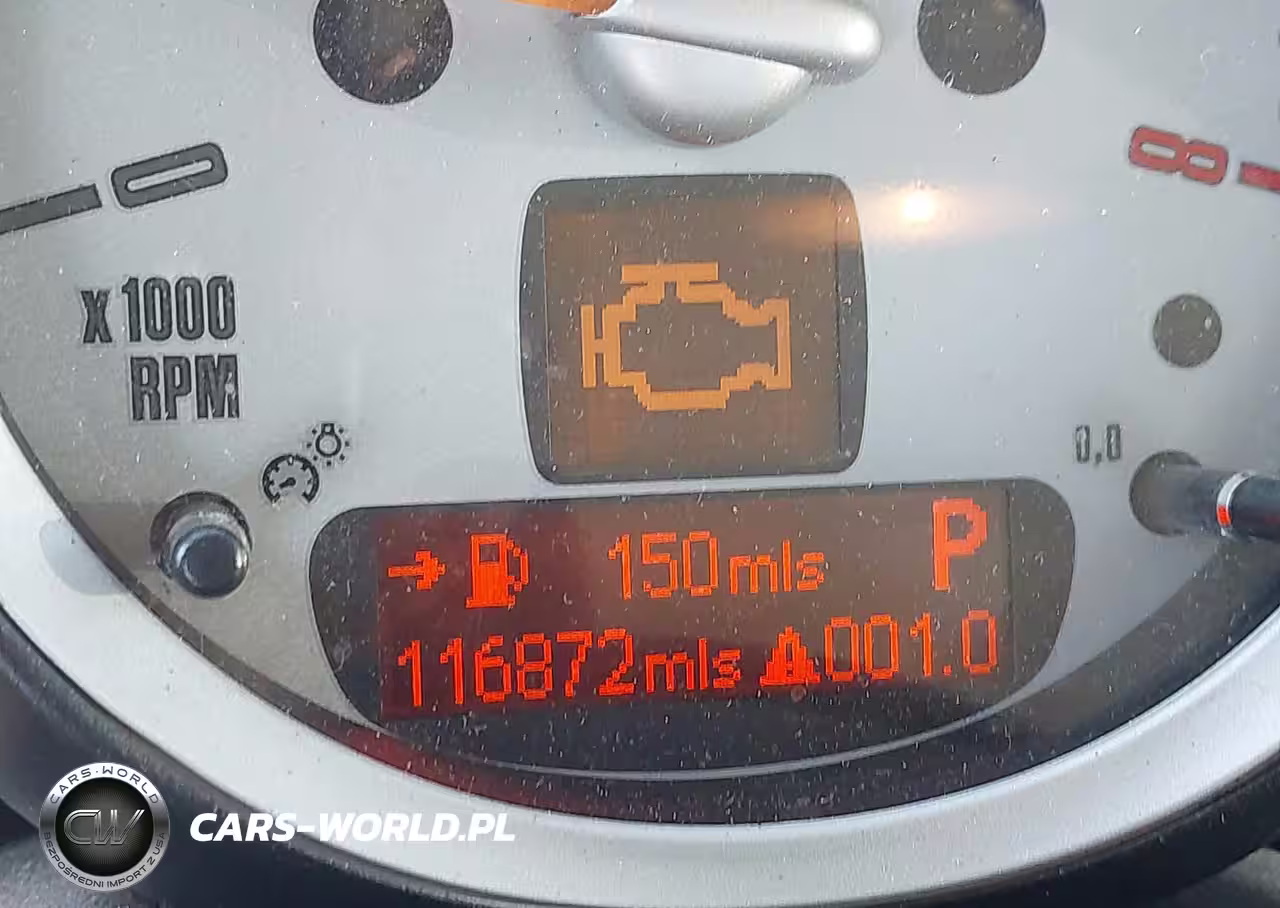 0
8
x 1000
RPM
0,0
150 mls P
116872 mls 001.0
CARS-WORLD
CW
BEZPOŚREDNI IMPORT Z USA
CARS-WORLD.PL